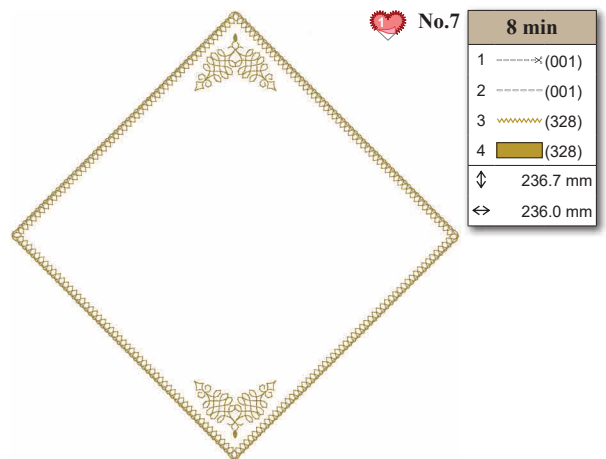 1
No.7
8 min
1 (001)
2 (001)
3 (328)
4 (328)
236.7 mm
236.0 mm